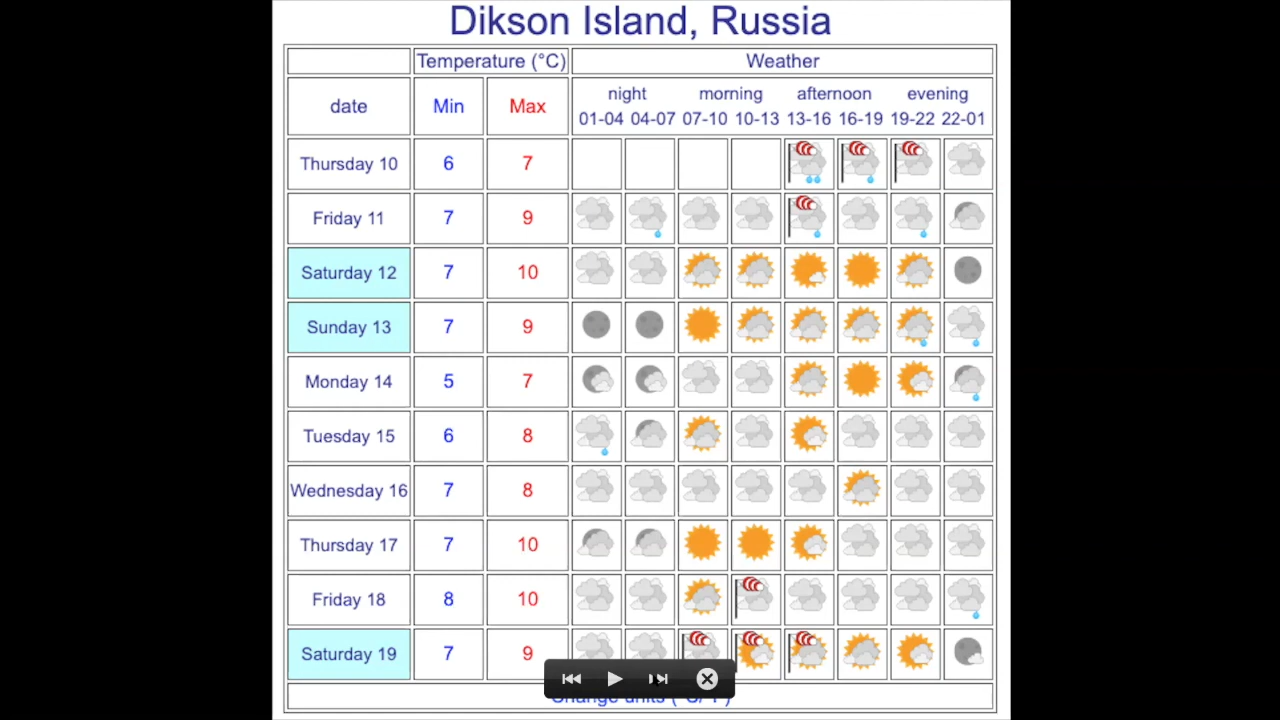 Dikson Island, Russia
Temperature (°C) Weather
date Min Max night morning afternoon evening
01-04 04-07 07-10 10-13 13-16 16-19 19-22 22-01
Thursday 10 6 7
Friday 11 7 9
Saturday 12 7 10
Sunday 13 7 9
Monday 14 5 7
Tuesday 15 6 8
Wednesday 16 7 8
Thursday 17 7 10
Friday 18 8 10
Saturday 19 7 9
Change units (°C/°F)